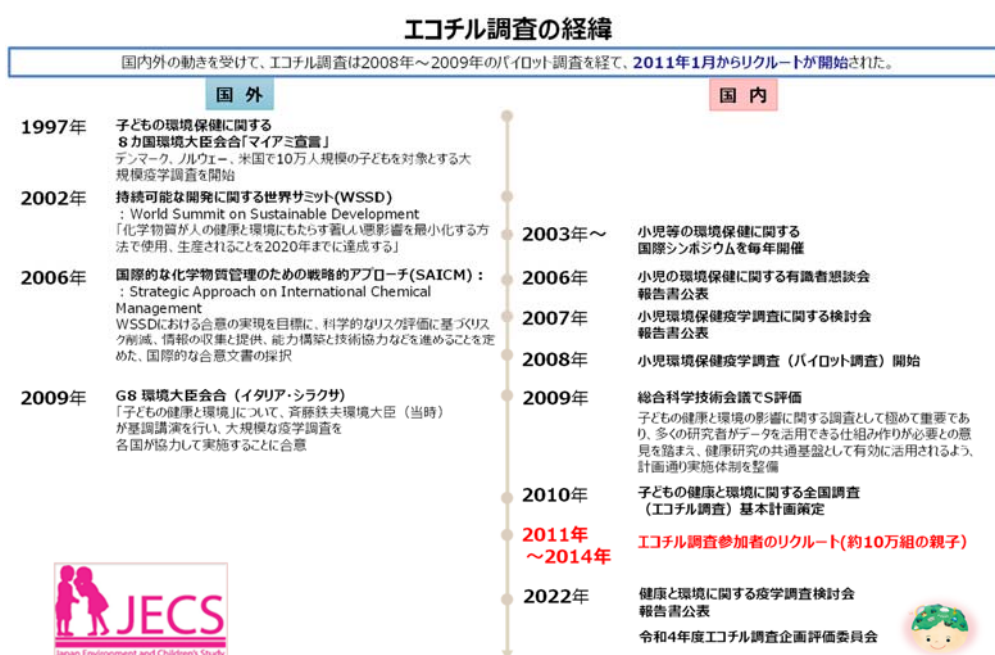 エコチル調査の経緯
国内外の動きを受けて、エコチル調査は2008年～2009年のパイロット調査を経て、2011年1月からリクルートが開始された。
国 外
1997年
子どもの環境保健に関する
８カ国環境大臣会合「マイアミ宣言」
デンマーク、ノルウェー、米国で10万人規模の子どもを対象とする大
規模疫学調査を開始
2002年
持続可能な開発に関する世界サミット(WSSD)
：World Summit on Sustainable Development
「化学物質が人の健康と環境にもたらす著しい悪影響を最小化する方
法で使用、生産されることを2020年までに達成する」
2006年
国際的な化学物質管理のための戦略的アプローチ(SAICM)：
：Strategic Approach on International Chemical
Management
WSSDにおける合意の実現を目標に、科学的なリスク評価に基づくリス
ク削減、情報の収集と提供、能力構築と技術協力などを進めることを定
めた、国際的な合意文書の採択
2009年
G8 環境大臣会合（イタリア・シラクサ）
「子どもの健康と環境」について、斉藤鉄夫環境大臣（当時）
が基調講演を行い、大規模な疫学調査を
各国が協力して実施することに合意
国 内
2003年～
小児等の環境保健に関する
国際シンポジウムを毎年開催
2006年
小児の環境保健に関する有識者懇談会
報告書公表
2007年
小児環境保健疫学調査に関する検討会
報告書公表
2008年
小児環境保健疫学調査（パイロット調査）開始
2009年
総合科学技術会議でS評価
子どもの健康と環境の影響に関する調査として極めて重要であ
り、多くの研究者がデータを活用できる仕組み作りが必要との意
見を踏まえ、健康研究の共通基盤として有効に活用されるよう、
計画通り実施体制を整備
2010年
子どもの健康と環境に関する全国調査
（エコチル調査）基本計画策定
2011年
～2014年
エコチル調査参加者のリクルート(約10万組の親子)
2022年
健康と環境に関する疫学調査検討会
報告書公表
令和4年度エコチル調査企画評価委員会
JECS
Japan Environment and Children's Study